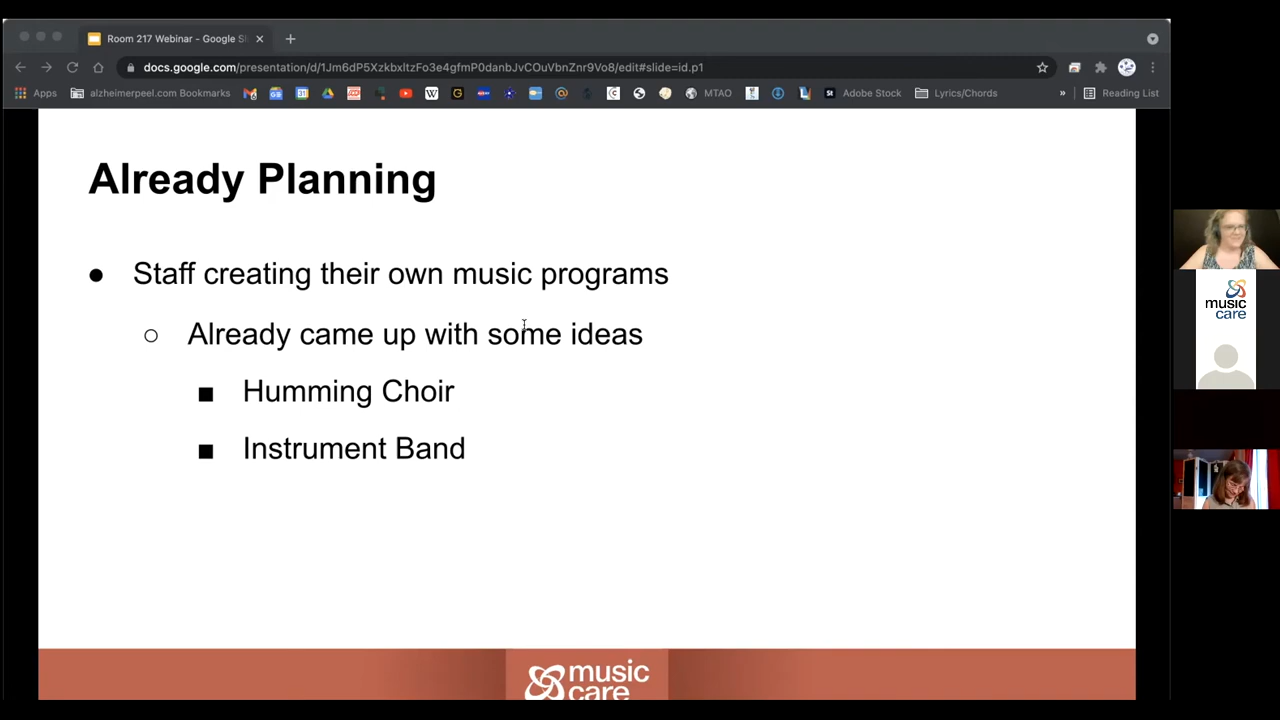 Room 217 Webinar - Google Sl
docs.google.com/presentation/d/1Jm6dP5XzkbxltzFo3e4gfmP0danbJvCOuVbnZnr9Vo8/edit#slide=id.p1
Apps alzheimerpeel.com Bookmarks MTAO Adobe Stock Lyrics/Chords » Reading List
Already Planning
● Staff creating their own music programs
○ Already came up with some ideas
■ Humming Choir
■ Instrument Band
music
care
music
care